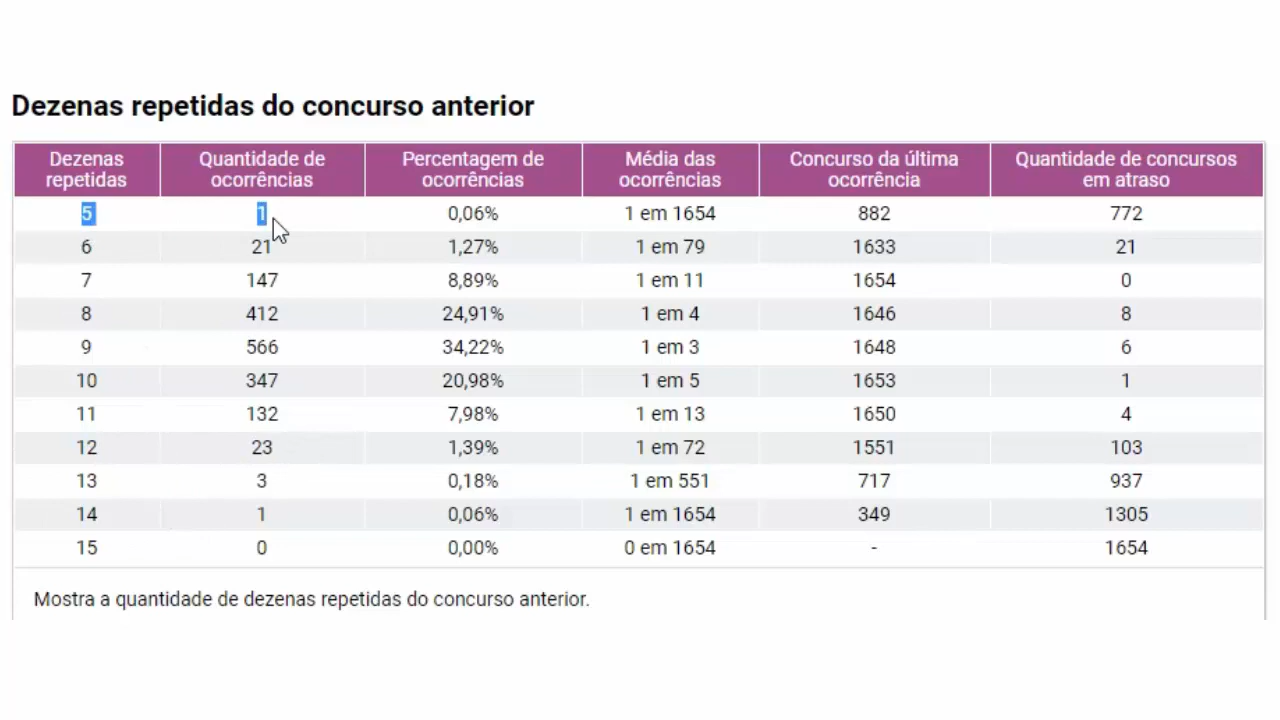 Dezenas repetidas do concurso anterior
Dezenas repetidas | Quantidade de ocorrências | Percentagem de ocorrências | Média das ocorrências | Concurso da última ocorrência | Quantidade de concursos em atraso
5 | 1 | 0,06% | 1 em 1654 | 882 | 772
6 | 21 | 1,27% | 1 em 79 | 1633 | 21
7 | 147 | 8,89% | 1 em 11 | 1654 | 0
8 | 412 | 24,91% | 1 em 4 | 1646 | 8
9 | 566 | 34,22% | 1 em 3 | 1648 | 6
10 | 347 | 20,98% | 1 em 5 | 1653 | 1
11 | 132 | 7,98% | 1 em 13 | 1650 | 4
12 | 23 | 1,39% | 1 em 72 | 1551 | 103
13 | 3 | 0,18% | 1 em 551 | 717 | 937
14 | 1 | 0,06% | 1 em 1654 | 349 | 1305
15 | 0 | 0,00% | 0 em 1654 | - | 1654
Mostra a quantidade de dezenas repetidas do concurso anterior.